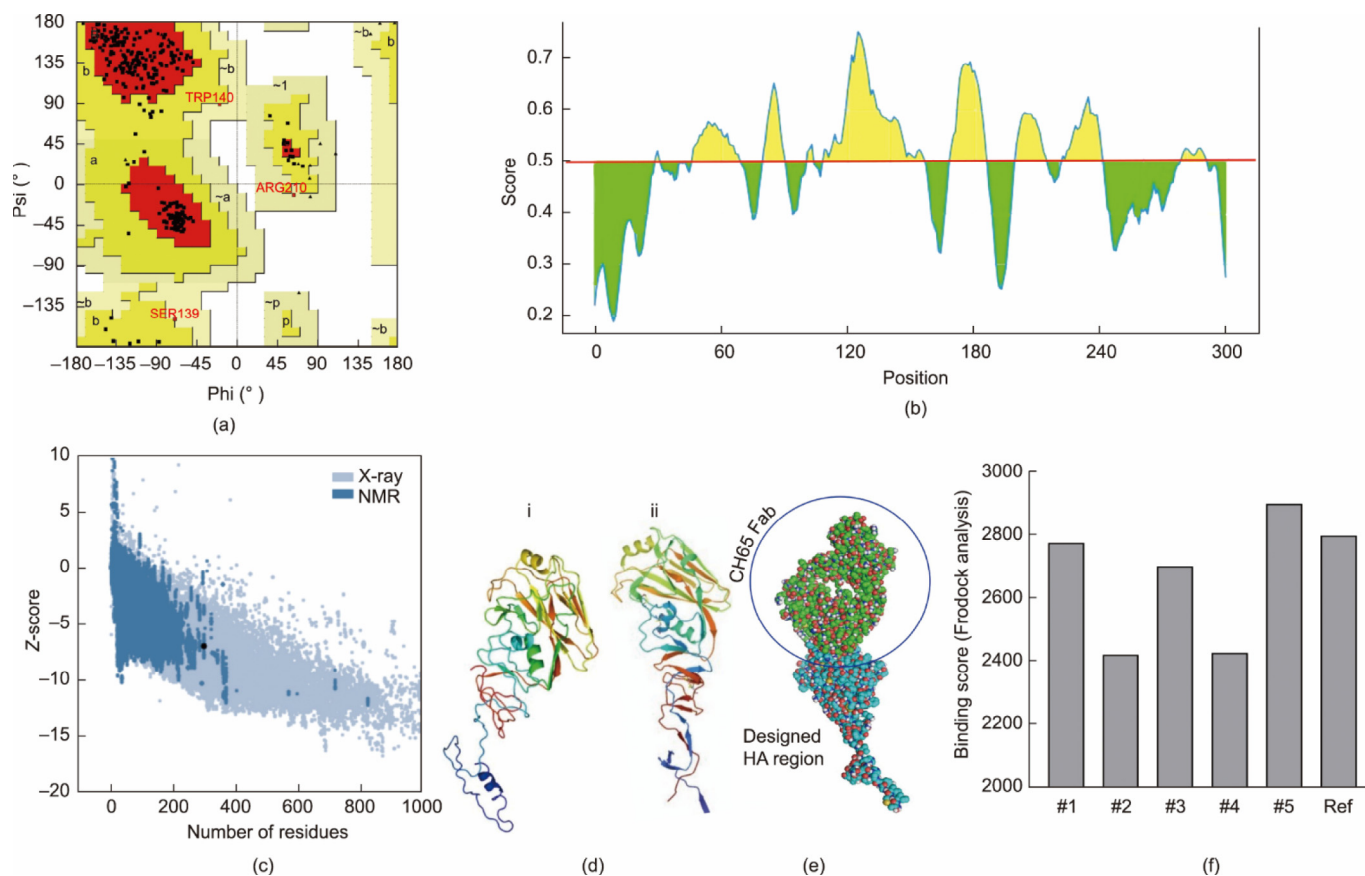 180
135
90
45
0
–45
–90
–135
Psi (°)
b
~b
~b
b
~1
TRP140
a
ARG210
~a
~b
b
SER139
~p
p
~b
–180 –135 –90 –45 0 45 90 135 180
Phi (°)
(a)
0.7
0.6
0.5
0.4
0.3
0.2
Score
0 60 120 180 240 300
Position
(b)
10
5
0
–5
–10
–15
–20
Z-score
X-ray
NMR
0 200 400 600 800 1000
Number of residues
(c)
i
ii
(d)
CH65 Fab
Designed
HA region
(e)
3000
2800
2600
2400
2200
2000
Binding score (Frodock analysis)
#1 #2 #3 #4 #5 Ref
(f)